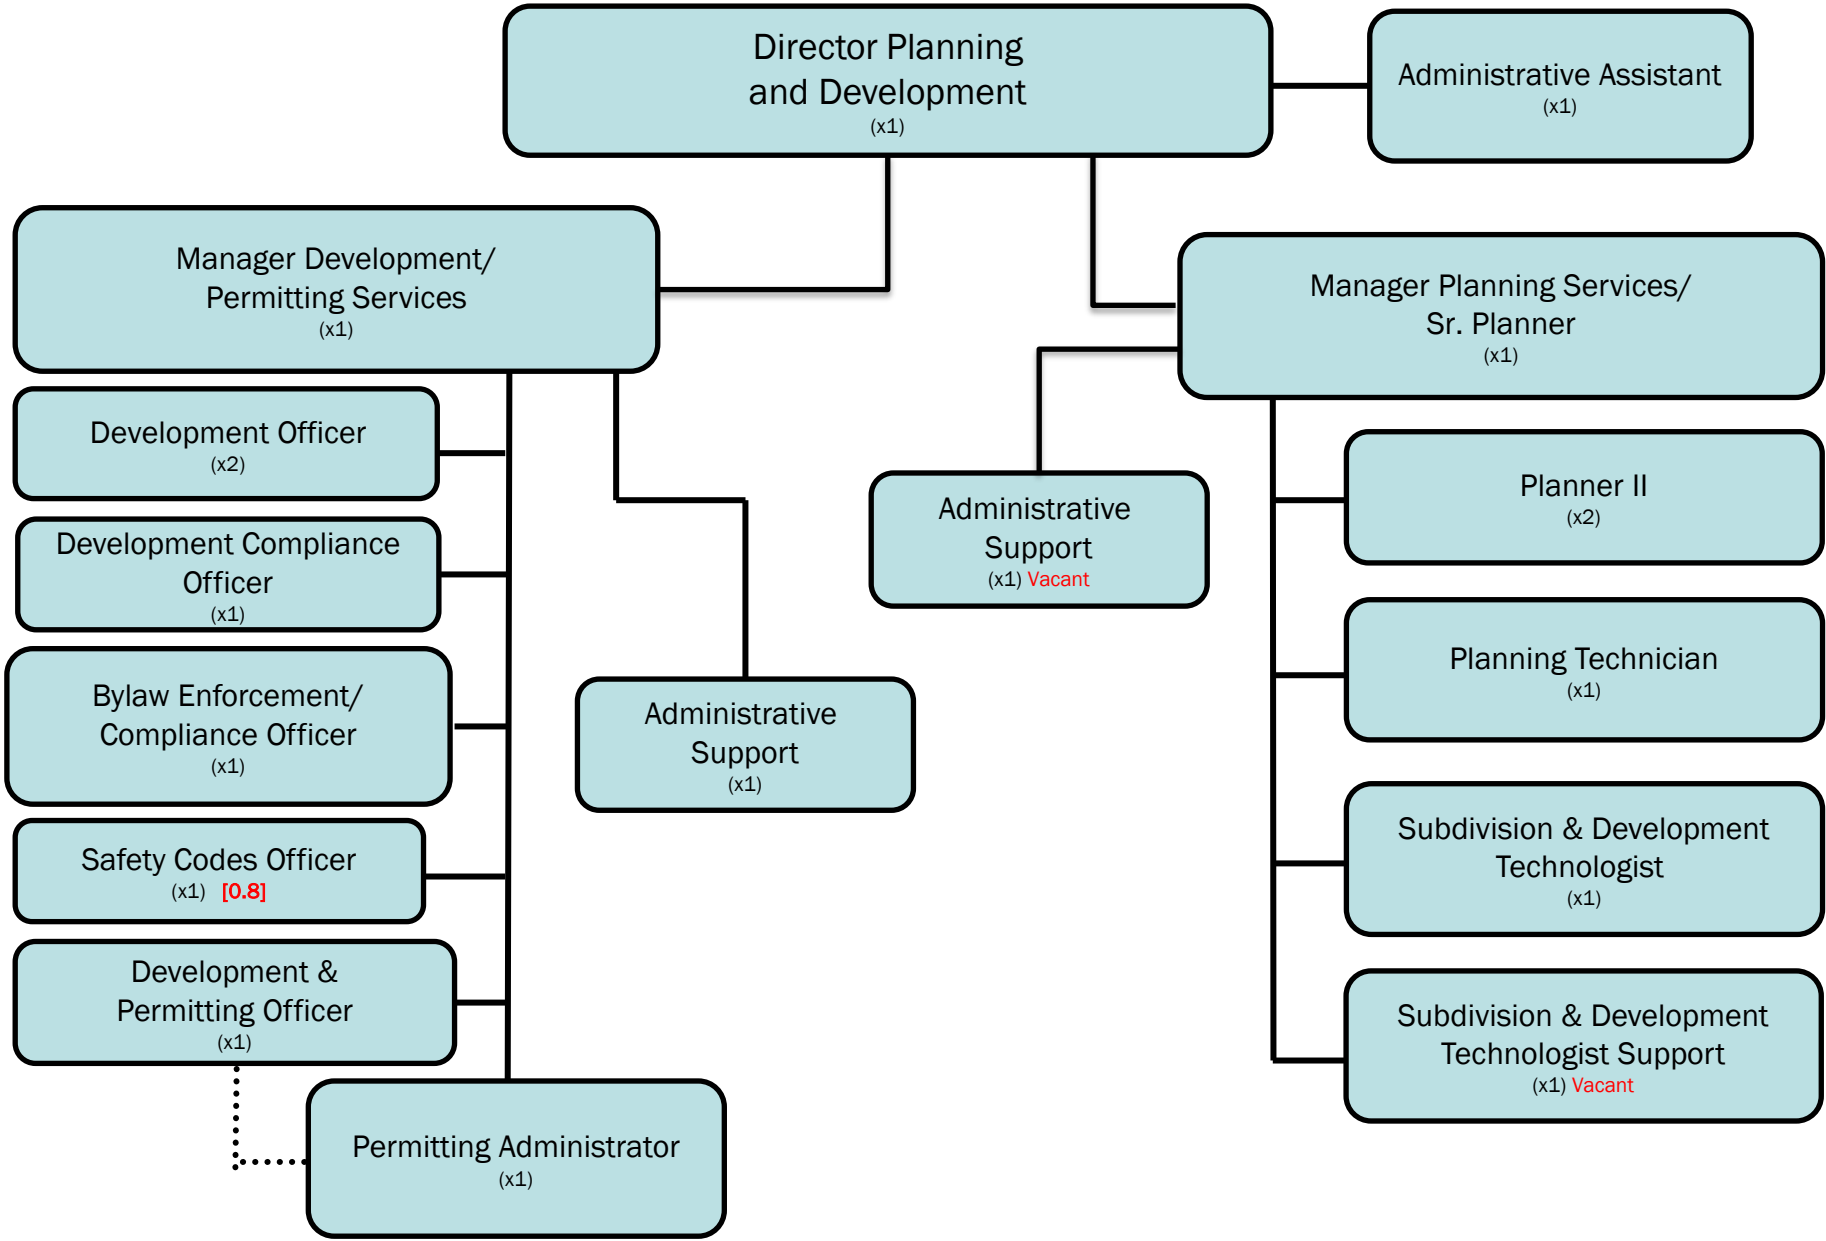 Director Planning
and Development
(x1)
Administrative Assistant
(x1)
Manager Development/
Permitting Services
(x1)
Manager Planning Services/
Sr. Planner
(x1)
Development Officer
(x2)
Development Compliance
Officer
(x1)
Bylaw Enforcement/
Compliance Officer
(x1)
Safety Codes Officer
(x1) [0.8]
Development &
Permitting Officer
(x1)
Permitting Administrator
(x1)
Administrative
Support
(x1)
Administrative
Support
(x1) Vacant
Planner II
(x2)
Planning Technician
(x1)
Subdivision & Development
Technologist
(x1)
Subdivision & Development
Technologist Support
(x1) Vacant